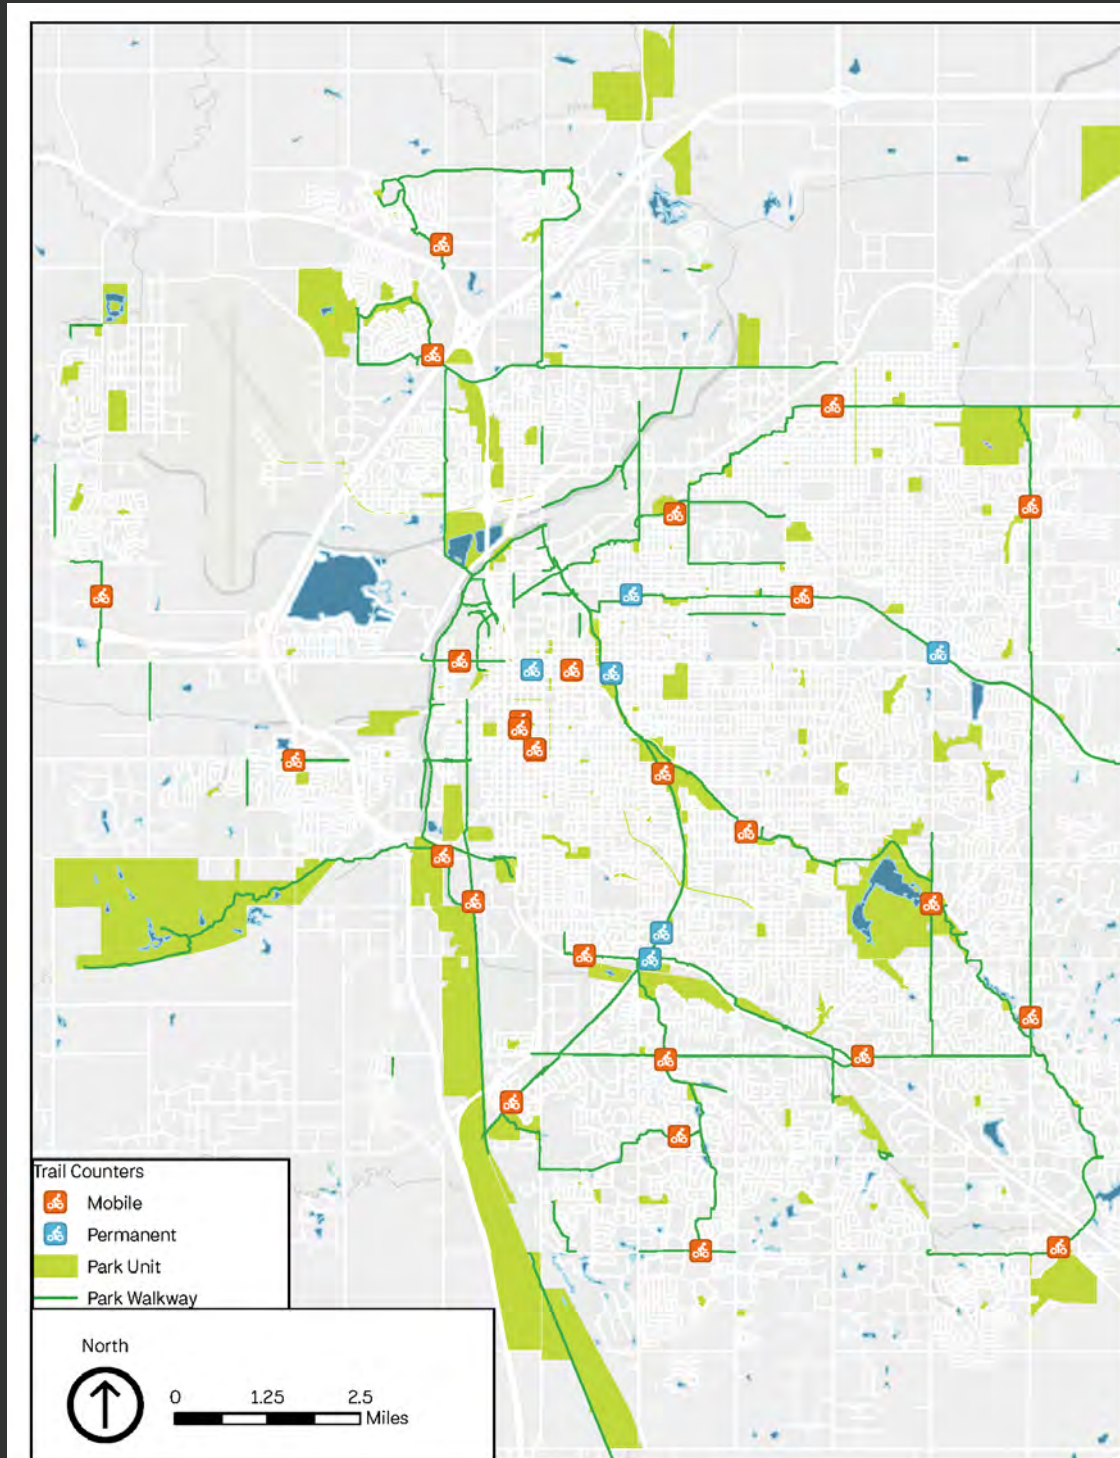 Trail Counters
Mobile
Permanent
Park Unit
Park Walkway
North
0 1.25 2.5
Miles